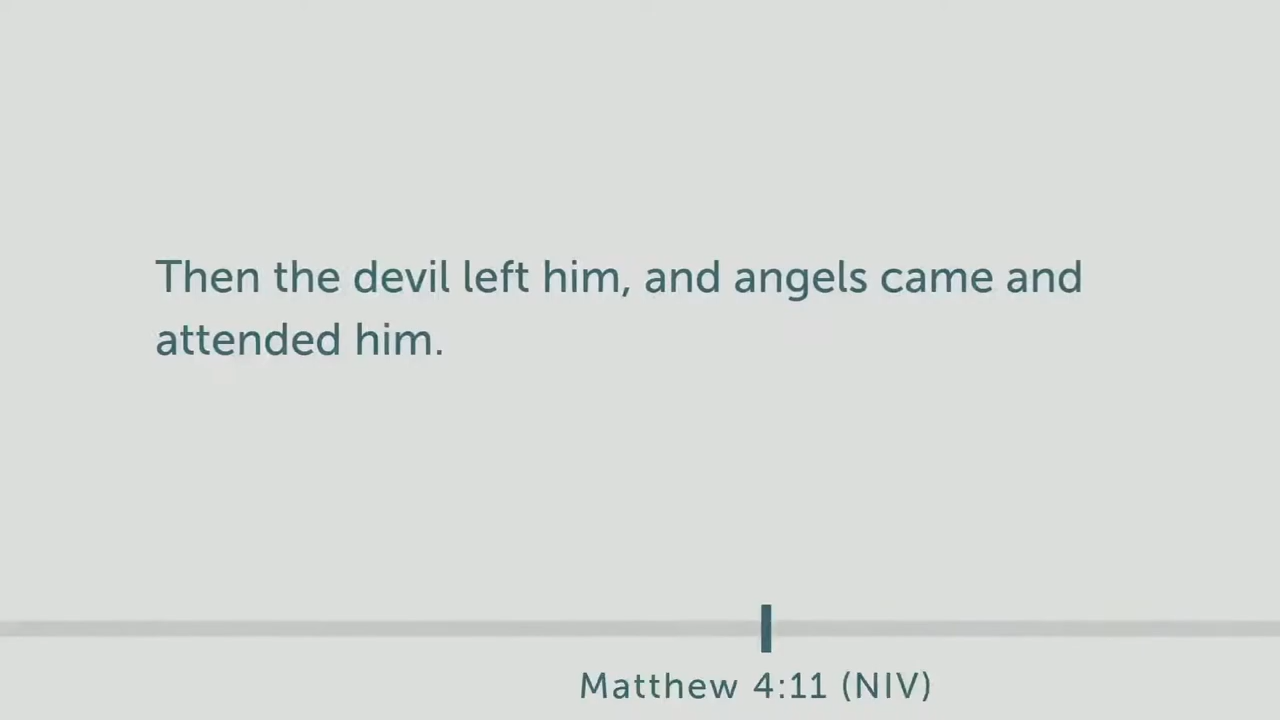 Then the devil left him, and angels came and
attended him.
Matthew 4:11 (NIV)